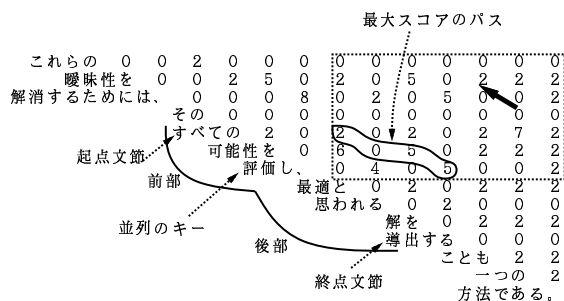 最大スコアのパス
これらの 0 0 2 0 0 0 0 0 0 0 0 0 0
曖昧性を 0 0 2 5 0 2 0 5 0 2 2 2
解消するためには、 0 0 0 8 0 2 0 5 0 0 2
その 0 0 0 0 0 0 0 0 0 0
すべての 2 0 2 0 2 0 2 7 2
可能性を 0 6 0 5 0 2 2 2
起点文節
評価し、 0 4 0 5 0 0 2
前部
最適と 0 2 0 2 2 2
思われる 0 2 0 0 0
並列のキー
解を 0 2 2 2
後部
導出する 0 0 0
ことも 2 2
終点文節
一つの 2
方法である。